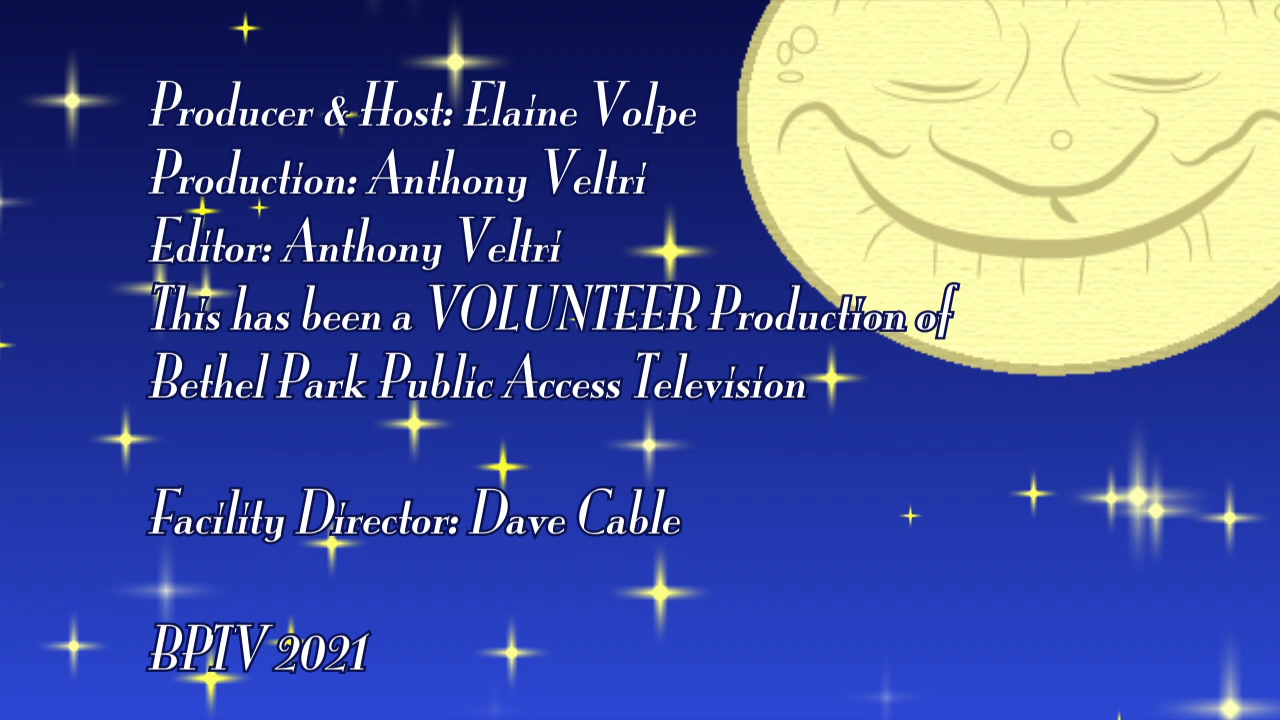 Producer & Host: Elaine Volpe
Production: Anthony Veltri
Editor: Anthony Veltri
This has been a VOLUNTEER Production of
Bethel Park Public Access Television
Facility Director: Dave Cable
BPTV 2021